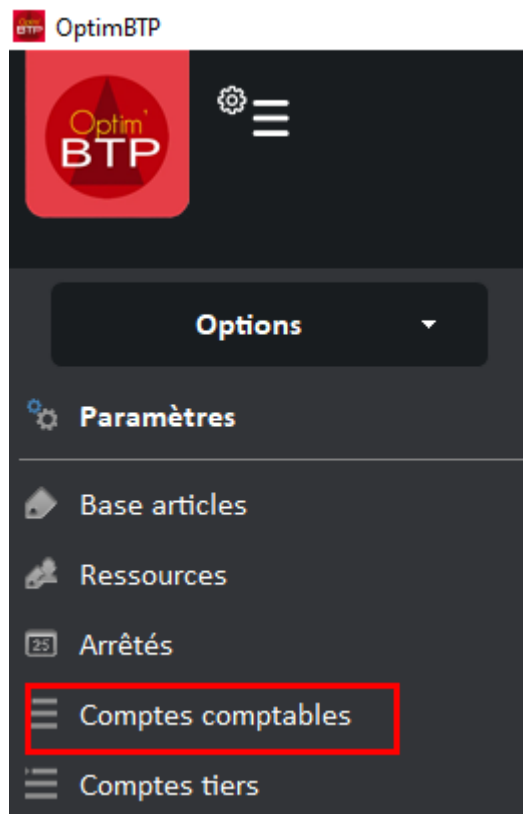 OptimBTP
Optim'
BTP
Options
Paramètres
Base articles
Ressources
25
Arrêtés
Comptes comptables
Comptes tiers